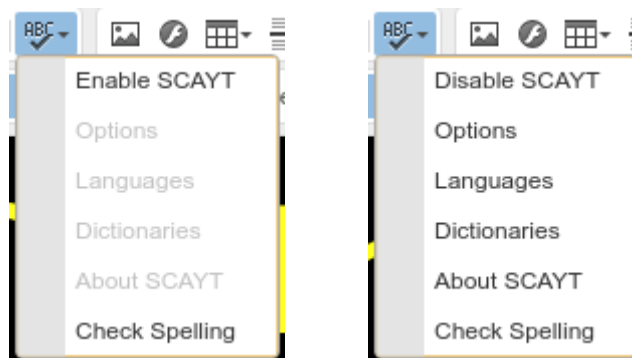 ABC
Enable SCAYT
Options
Languages
Dictionaries
About SCAYT
Check Spelling
ABC
Disable SCAYT
Options
Languages
Dictionaries
About SCAYT
Check Spelling